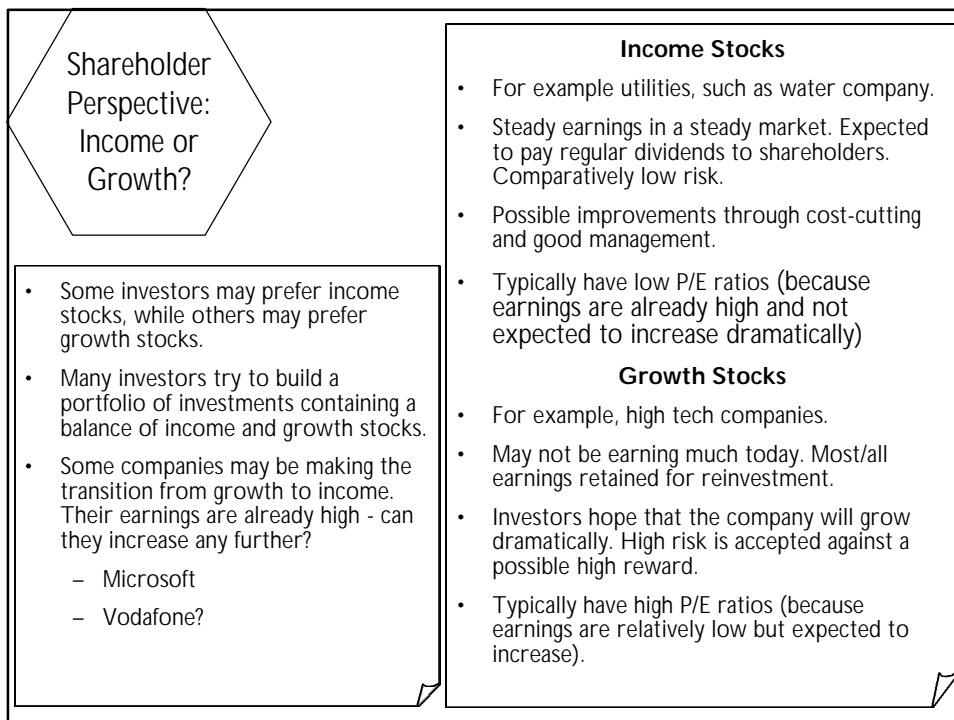 Shareholder
Perspective:
Income or
Growth?
• Some investors may prefer income
stocks, while others may prefer
growth stocks.
• Many investors try to build a
portfolio of investments containing a
balance of income and growth stocks.
• Some companies may be making the
transition from growth to income.
Their earnings are already high - can
they increase any further?
– Microsoft
– Vodafone?
Income Stocks
• For example utilities, such as water company.
• Steady earnings in a steady market. Expected
to pay regular dividends to shareholders.
Comparatively low risk.
• Possible improvements through cost-cutting
and good management.
• Typically have low P/E ratios (because
earnings are already high and not
expected to increase dramatically)
Growth Stocks
• For example, high tech companies.
• May not be earning much today. Most/all
earnings retained for reinvestment.
• Investors hope that the company will grow
dramatically. High risk is accepted against a
possible high reward.
• Typically have high P/E ratios (because
earnings are relatively low but expected to
increase).